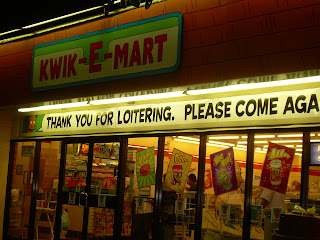 KWIK-E-MART
THANK YOU FOR LOITERING. PLEASE COME AGA